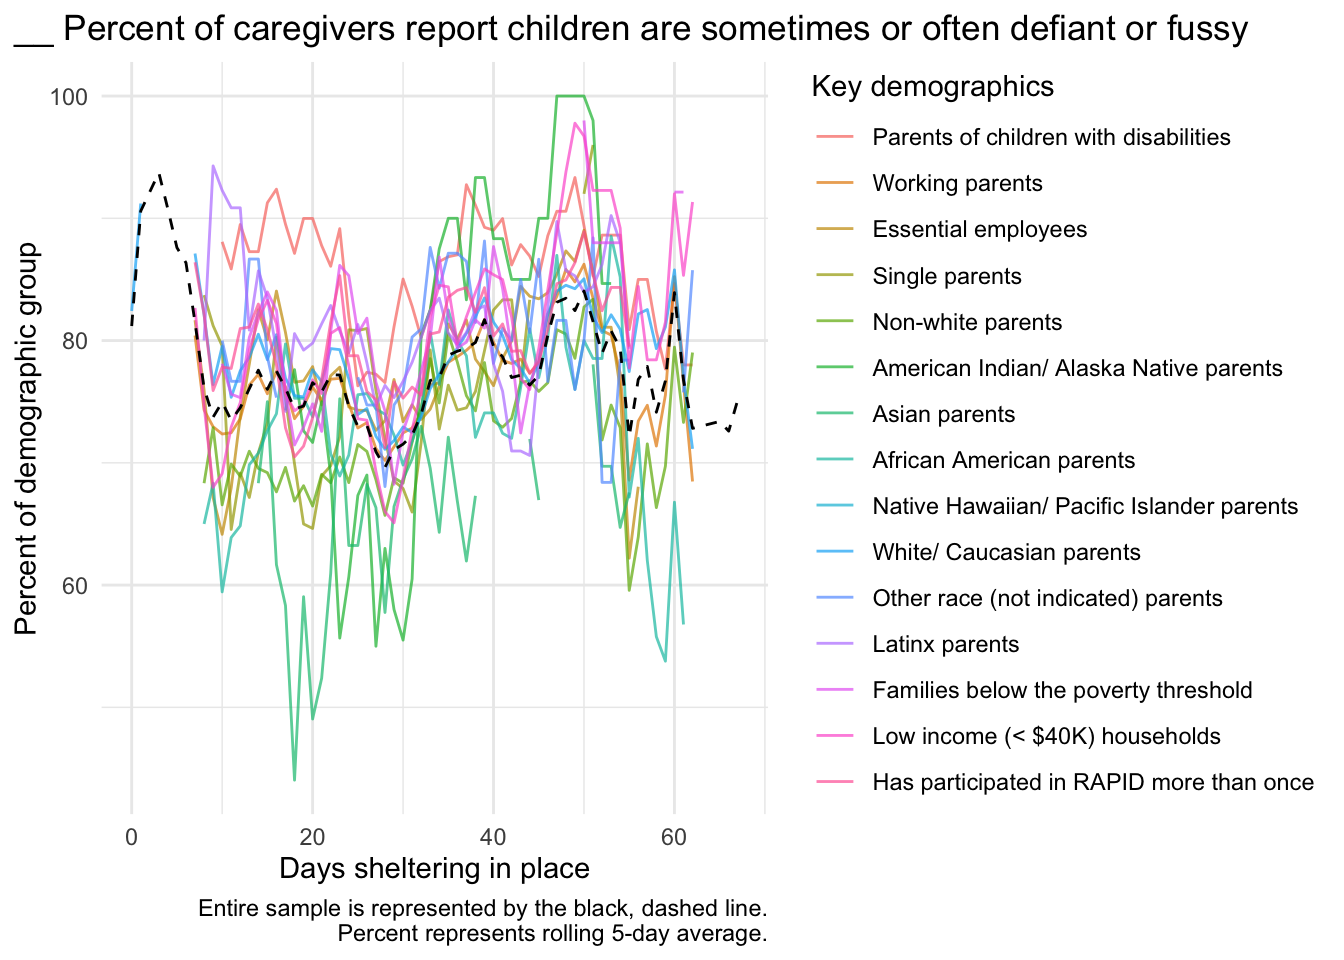 __ Percent of caregivers report children are sometimes or often defiant or fussy
Percent of demographic group
100
80
60
0
20
40
60
Days sheltering in place
Entire sample is represented by the black, dashed line.
Percent represents rolling 5-day average.
Key demographics
Parents of children with disabilities
Working parents
Essential employees
Single parents
Non-white parents
American Indian/ Alaska Native parents
Asian parents
African American parents
Native Hawaiian/ Pacific Islander parents
White/ Caucasian parents
Other race (not indicated) parents
Latinx parents
Families below the poverty threshold
Low income (< $40K) households
Has participated in RAPID more than once